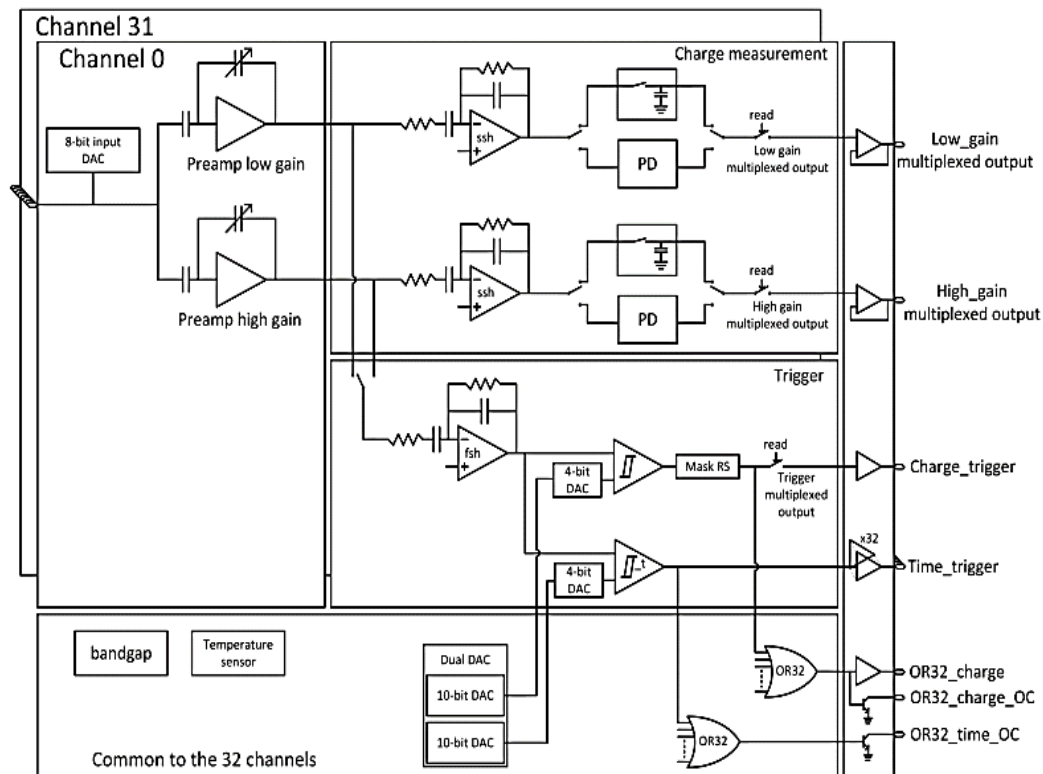 Channel 31
Channel 0
Charge measurement
8-bit input
DAC
Preamp low gain
ssh
PD
read
Low gain
multiplexed output
Low_gain
multiplexed output
Preamp high gain
ssh
PD
read
High gain
multiplexed output
High_gain
multiplexed output
Trigger
fsh
4-bit
DAC
Mask RS
read
Trigger
multiplexed
output
Charge_trigger
4-bit
DAC
_t
x32
Time_trigger
bandgap
Temperature
sensor
Dual DAC
10-bit DAC
10-bit DAC
OR32
OR32_charge
OR32_charge_OC
OR32
OR32_time_OC
Common to the 32 channels